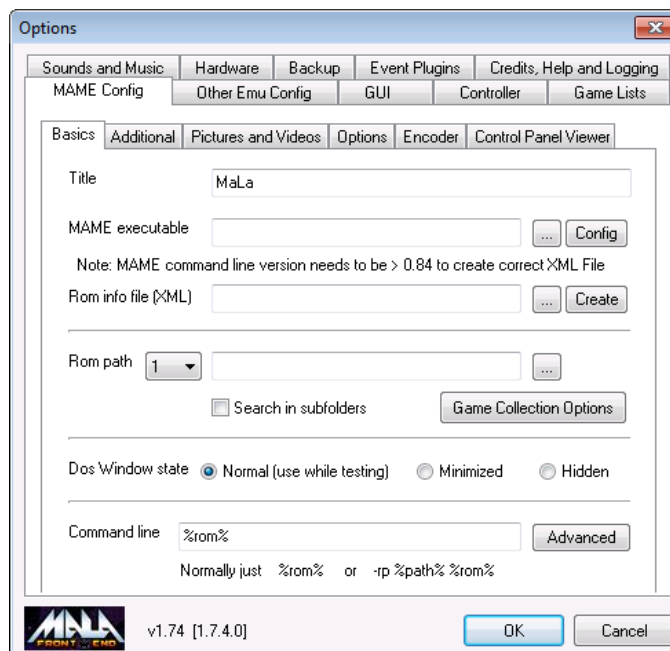 Options
Sounds and Music Hardware Backup Event Plugins Credits, Help and Logging
MAME Config Other Emu Config GUI Controller Game Lists
Basics Additional Pictures and Videos Options Encoder Control Panel Viewer
Title MaLa
MAME executable ... Config
Note: MAME command line version needs to be > 0.84 to create correct XML File
Rom info file (XML) ... Create
Rom path 1 ...
Search in subfolders Game Collection Options
Dos Window state Normal (use while testing) Minimized Hidden
Command line %rom% Advanced
Normally just %rom% or -rp %path% %rom%
MALA
FRONT END
v1.74 [1.7.4.0] OK Cancel